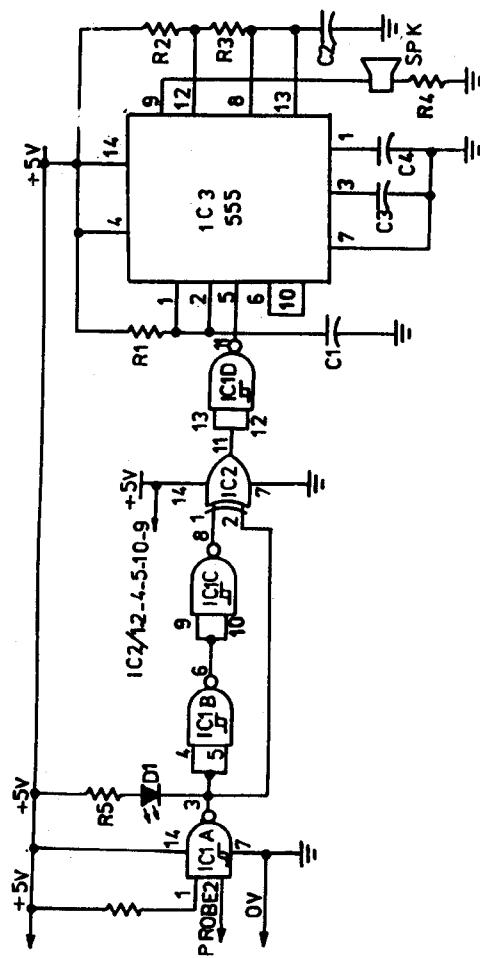 +5V
+5V
+5V
R5
D1
14
1
PROBE2
IC1A
3
7
0V
4
5
IC1B
6
IC2/12-4-5-10-9
9
10
IC1C
8
+5V
14
1
2
IC2
7
11
13
12
IC1D
11
R1
C1
4
14
1
2
5
6
10
IC3
555
9
12
8
13
7
3
1
C3
C4
R2
R3
C2
SPK
R4